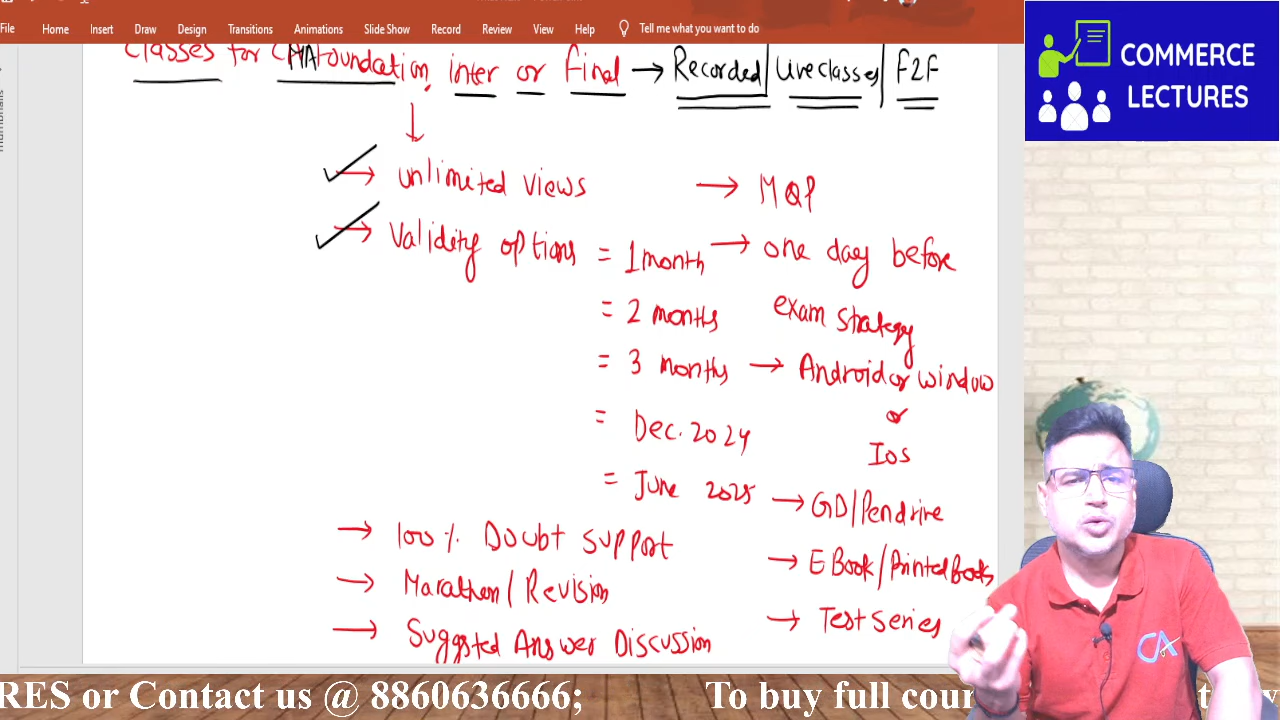 File Home Insert Draw Design Transitions Animations Slide Show Record Review View Help Tell me what you want to do
COMMERCE
LECTURES
Classes for CMA Foundation, inter or final → Recorded / Live classes / F2F
→ unlimited views
→ Validity options = 1 month
= 2 months
= 3 months
= Dec. 2024
= June 2025
→ 100% Doubt support
→ Marathon / Revision
→ Suggsted Answer Discussion
→ MQP
→ one day before
exam strategy
→ Android or window
or
Ios
→ GD/Pendrive
→ E Book/Printed Books
→ Test series
CA
RES or Contact us @ 8860636666; To buy full cour